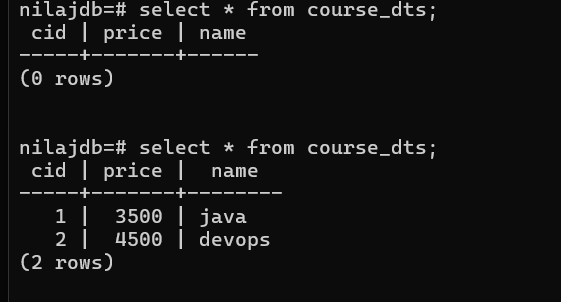 nilajdb=# select * from course_dts;
 cid | price | name
-----+-------+------
(0 rows)
nilajdb=# select * from course_dts;
 cid | price |  name
-----+-------+--------
   1 |  3500 | java
   2 |  4500 | devops
(2 rows)